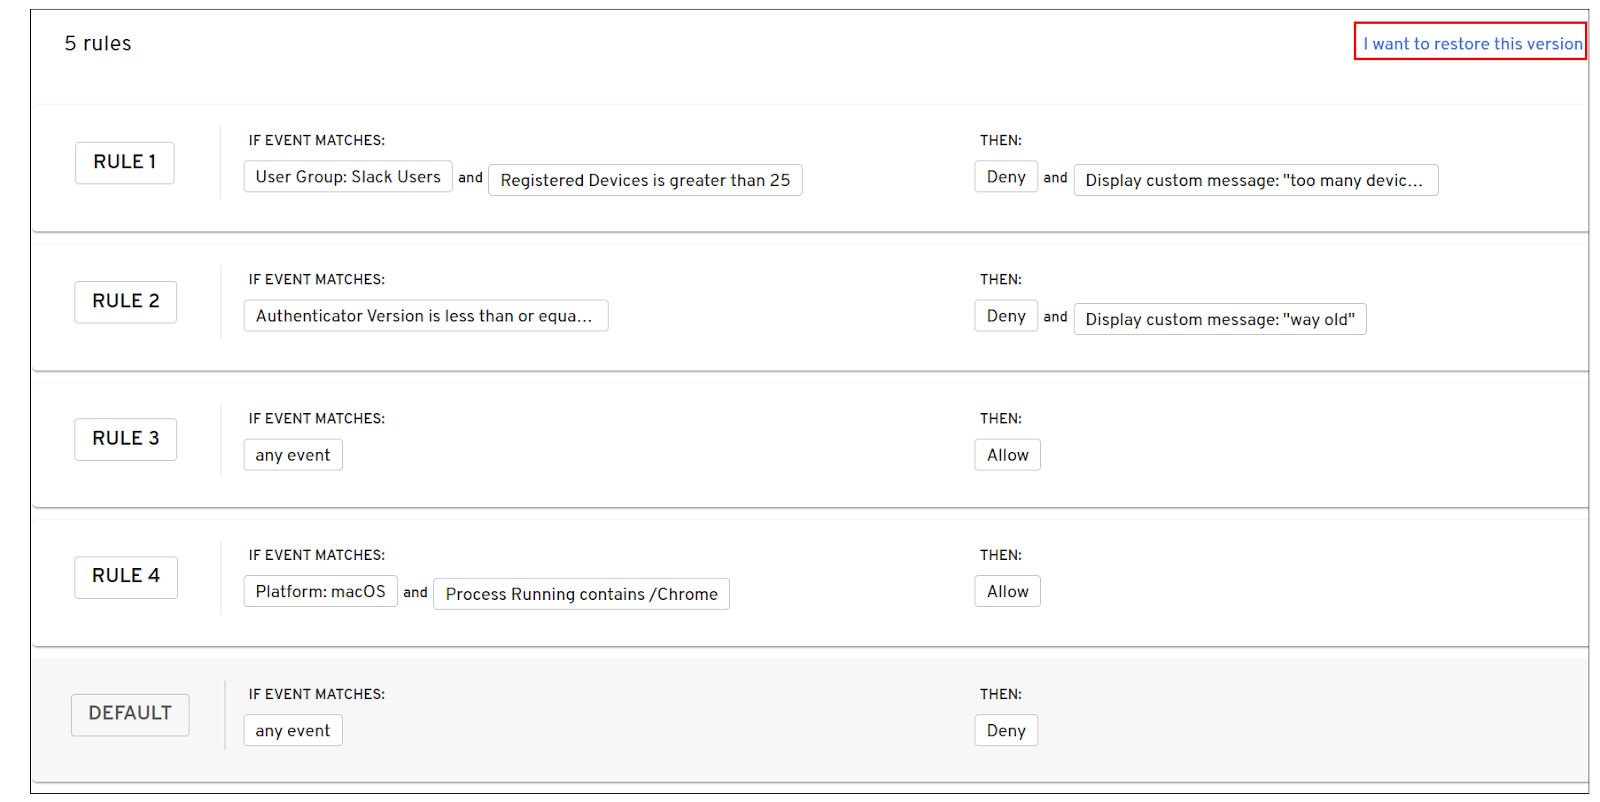 5 rules
I want to restore this version
RULE 1
IF EVENT MATCHES:
User Group: Slack Users and Registered Devices is greater than 25
THEN:
Deny and Display custom message: "too many devic...
RULE 2
IF EVENT MATCHES:
Authenticator Version is less than or equa...
THEN:
Deny and Display custom message: "way old"
RULE 3
IF EVENT MATCHES:
any event
THEN:
Allow
RULE 4
IF EVENT MATCHES:
Platform: macOS and Process Running contains /Chrome
THEN:
Allow
DEFAULT
IF EVENT MATCHES:
any event
THEN:
Deny